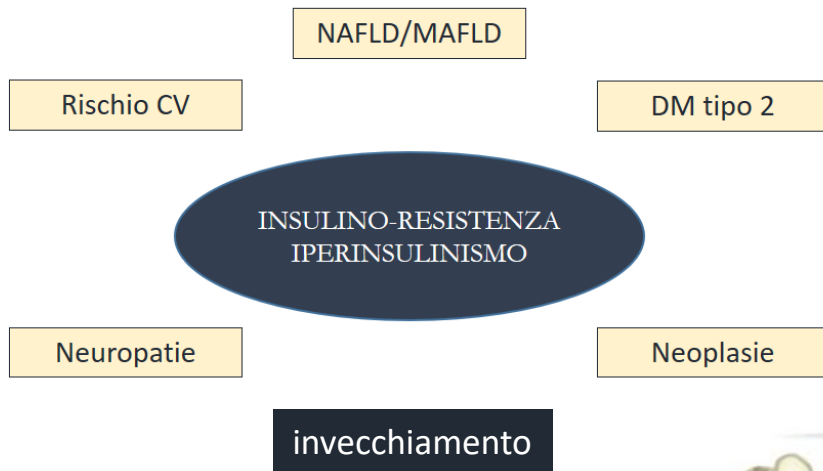 NAFLD/MAFLD
Rischio CV
DM tipo 2
INSULINO-RESISTENZA
IPERINSULINISMO
Neuropatie
Neoplasie
invecchiamento